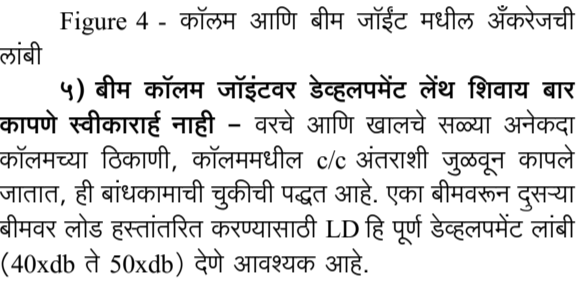 Figure 4 - कॉलम आणि बीम जॉईंट मधील अँकरेजची
लांबी
५) बीम कॉलम जॉइंटवर डेव्हलपमेंट लेंथ शिवाय बार
कापणे स्वीकारार्ह नाही – वरचे आणि खालचे सळ्या अनेकदा
कॉलमच्या ठिकाणी, कॉलममधील c/c अंतराशी जुळवून कापले
जातात, ही बांधकामाची चुकीची पद्धत आहे. एका बीमवरून दुसऱ्या
बीमवर लोड हस्तांतरित करण्यासाठी LD हि पूर्ण डेव्हलपमेंट लांबी
(40xdb ते 50xdb) देणे आवश्यक आहे.